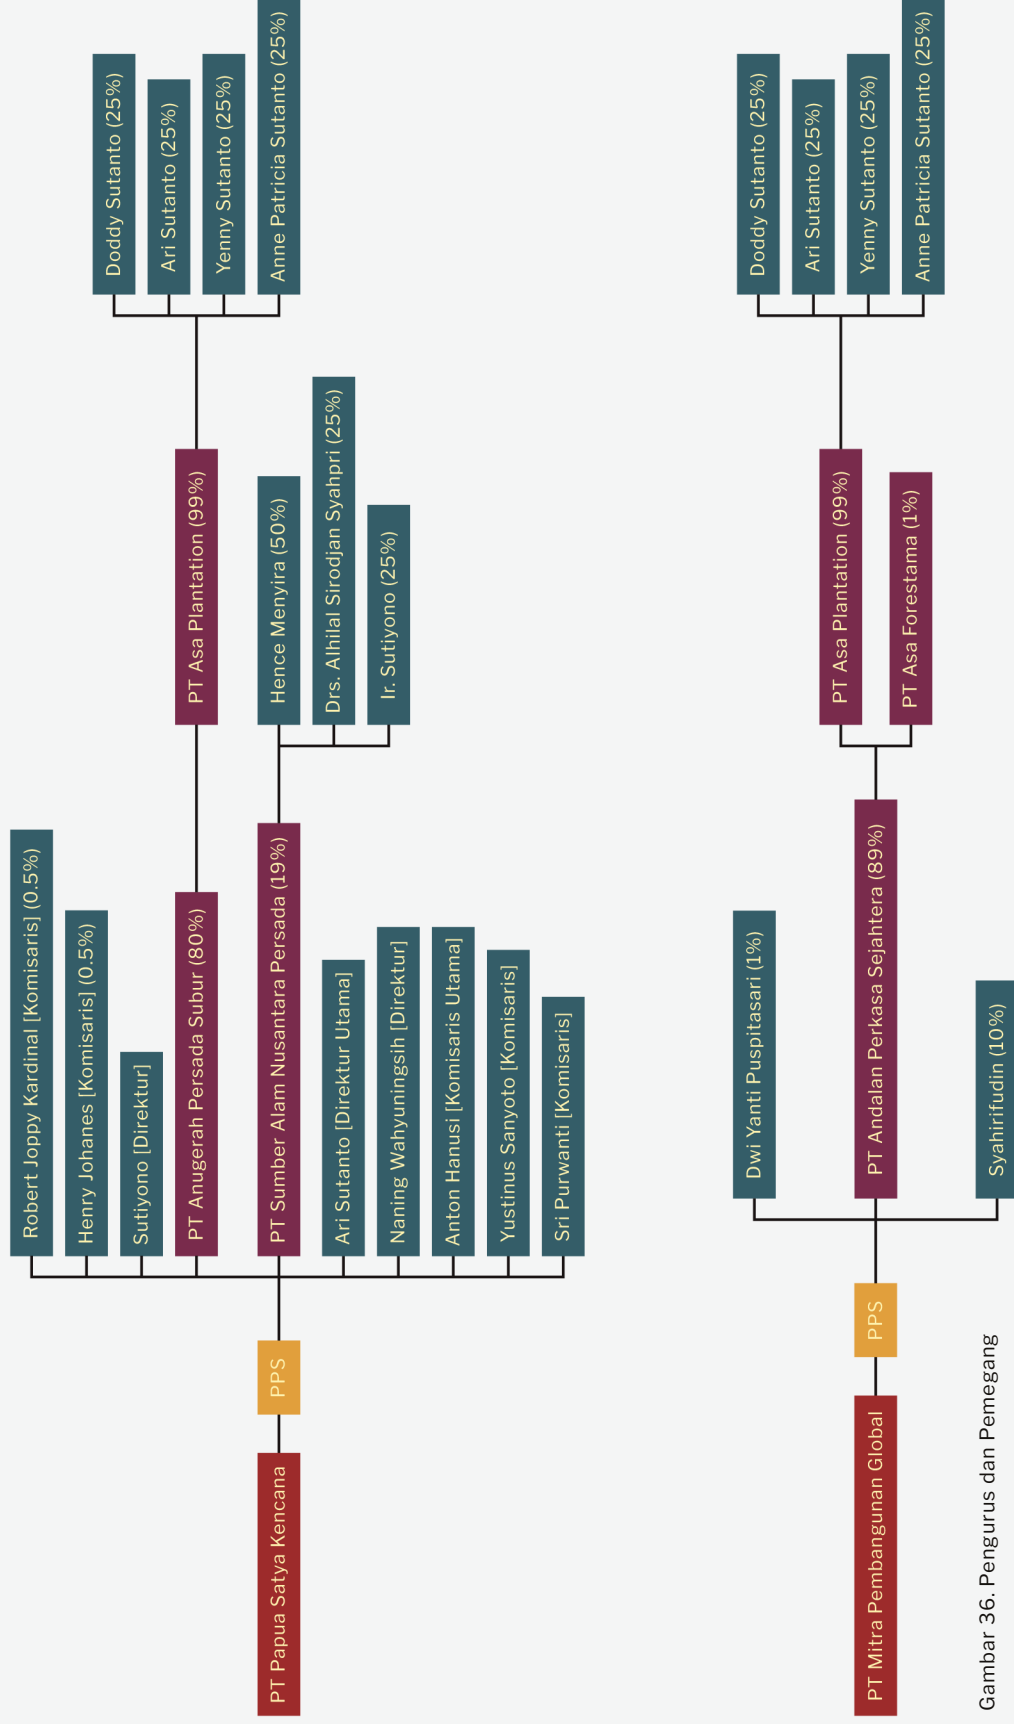 PT Papua Satya Kencana
PPS
Robert Joppy Kardinal [Komisaris] (0.5%)
Henry Johanes [Komisaris] (0.5%)
Sutiyono [Direktur]
PT Anugerah Persada Subur (80%)
PT Asa Plantation (99%)
Doddy Sutanto (25%)
Ari Sutanto (25%)
Yenny Sutanto (25%)
Anne Patricia Sutanto (25%)
PT Sumber Alam Nusantara Persada (19%)
Hence Menyira (50%)
Drs. Alhilal Sirodjan Syahpri (25%)
Ir. Sutiyono (25%)
Ari Sutanto [Direktur Utama]
Naning Wahyuningsih [Direktur]
Anton Hanusi [Komisaris Utama]
Yustinus Sanyoto [Komisaris]
Sri Purwanti [Komisaris]
PT Mitra Pembangunan Global
PPS
Dwi Yanti Puspitasari (1%)
PT Andalan Perkasa Sejahtera (89%)
PT Asa Plantation (99%)
Doddy Sutanto (25%)
Ari Sutanto (25%)
Yenny Sutanto (25%)
Anne Patricia Sutanto (25%)
PT Asa Forestama (1%)
Syahirifudin (10%)
Gambar 36. Pengurus dan Pemegang